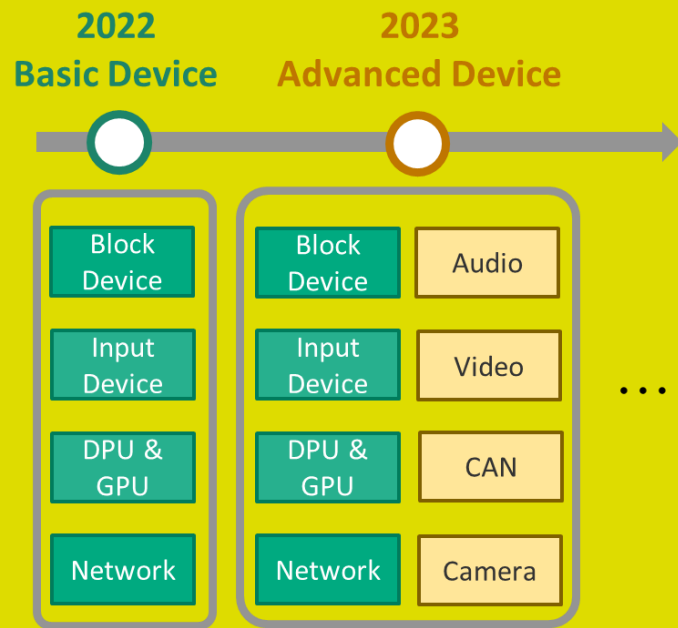 2022
Basic Device
2023
Advanced Device
Block
Device
Input
Device
DPU &
GPU
Network
Block
Device
Audio
Input
Device
Video
DPU &
GPU
CAN
Network
Camera
...